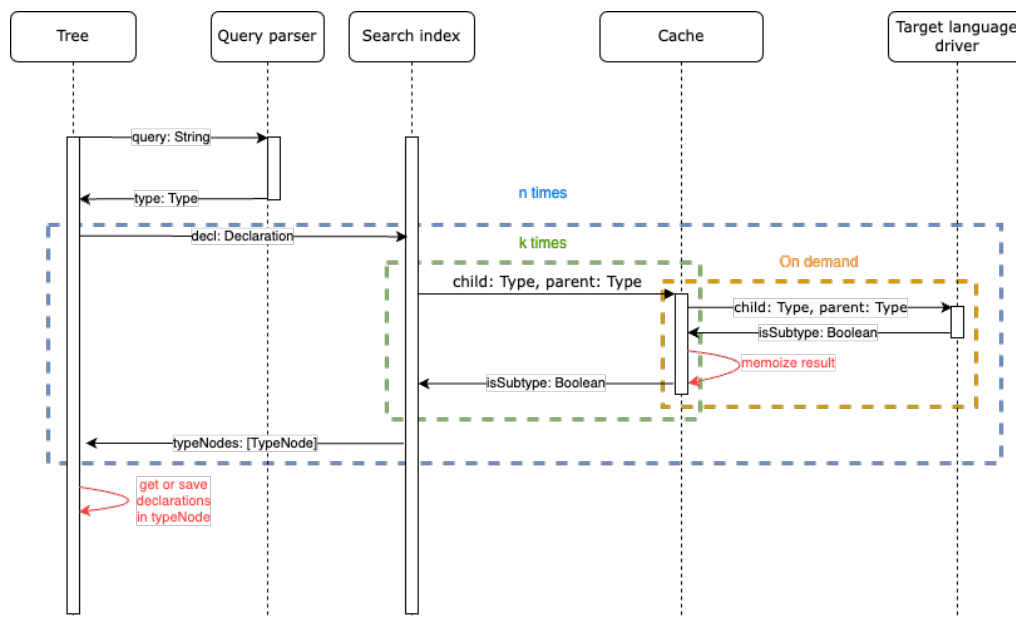 Tree
Query parser
Search index
Cache
Target language
driver
query: String
type: Type
n times
decl: Declaration
k times
On demand
child: Type, parent: Type
child: Type, parent: Type
isSubtype: Boolean
memoize result
isSubtype: Boolean
typeNodes: [TypeNode]
get or save
declarations
in typeNode